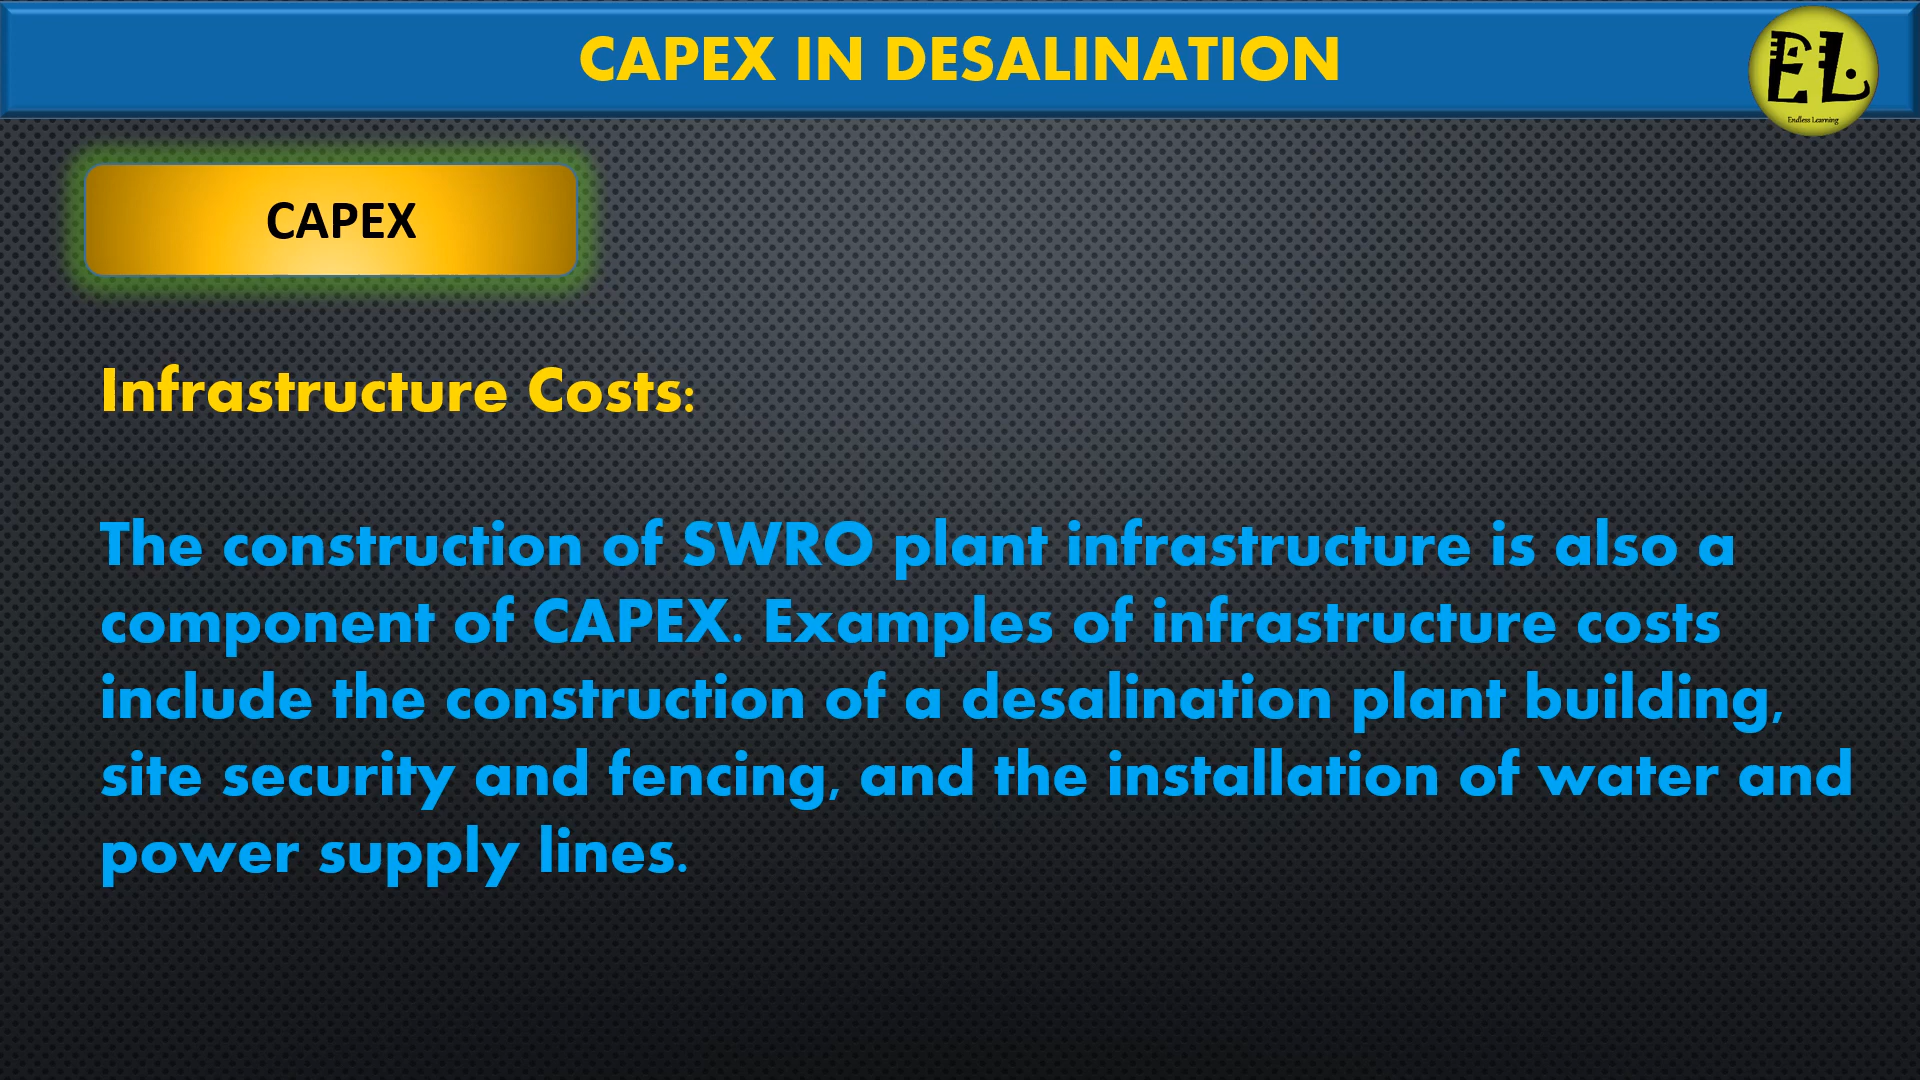 CAPEX IN DESALINATION
EL
Endless Learning
CAPEX
Infrastructure Costs:
The construction of SWRO plant infrastructure is also a
component of CAPEX. Examples of infrastructure costs
include the construction of a desalination plant building,
site security and fencing, and the installation of water and
power supply lines.